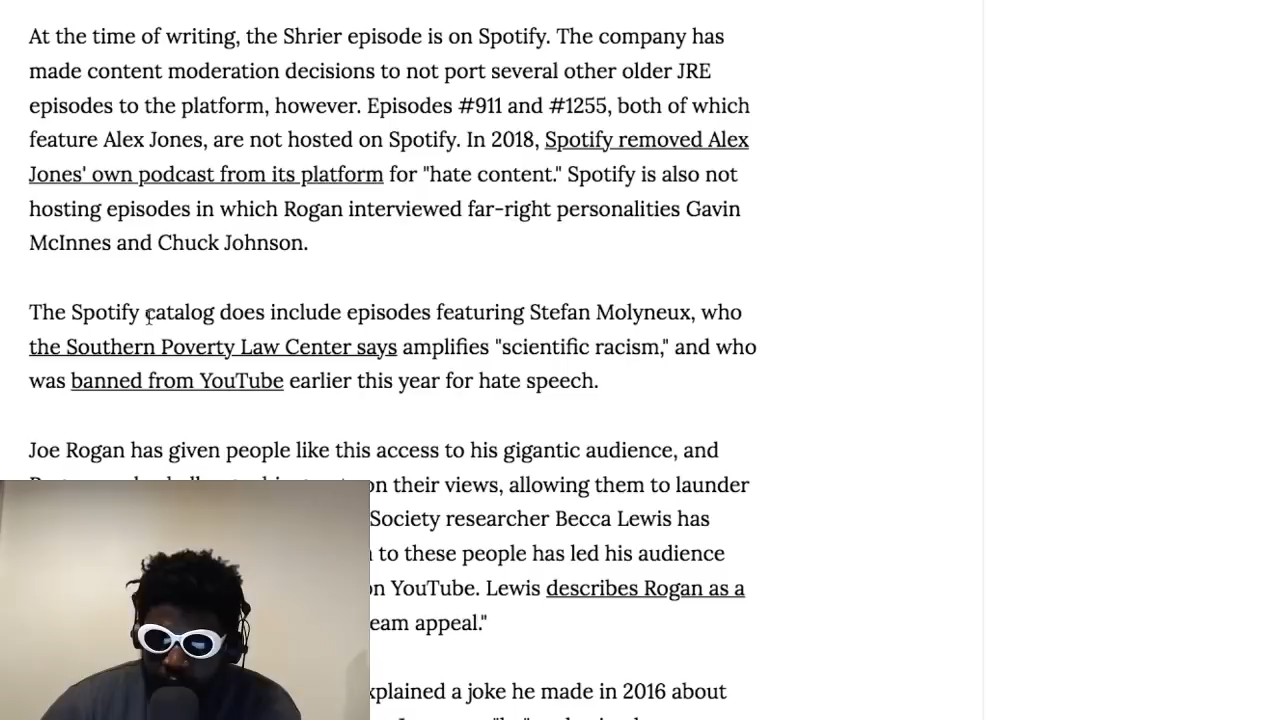 At the time of writing, the Shrier episode is on Spotify. The company has
made content moderation decisions to not port several other older JRE
episodes to the platform, however. Episodes #911 and #1255, both of which
feature Alex Jones, are not hosted on Spotify. In 2018, Spotify removed Alex
Jones' own podcast from its platform for "hate content." Spotify is also not
hosting episodes in which Rogan interviewed far-right personalities Gavin
McInnes and Chuck Johnson.
The Spotify catalog does include episodes featuring Stefan Molyneux, who
the Southern Poverty Law Center says amplifies "scientific racism," and who
was banned from YouTube earlier this year for hate speech.
Joe Rogan has given people like this access to his gigantic audience, and
on their views, allowing them to launder
Society researcher Becca Lewis has
to these people has led his audience
on YouTube. Lewis describes Rogan as a
eam appeal."
xplained a joke he made in 2016 about